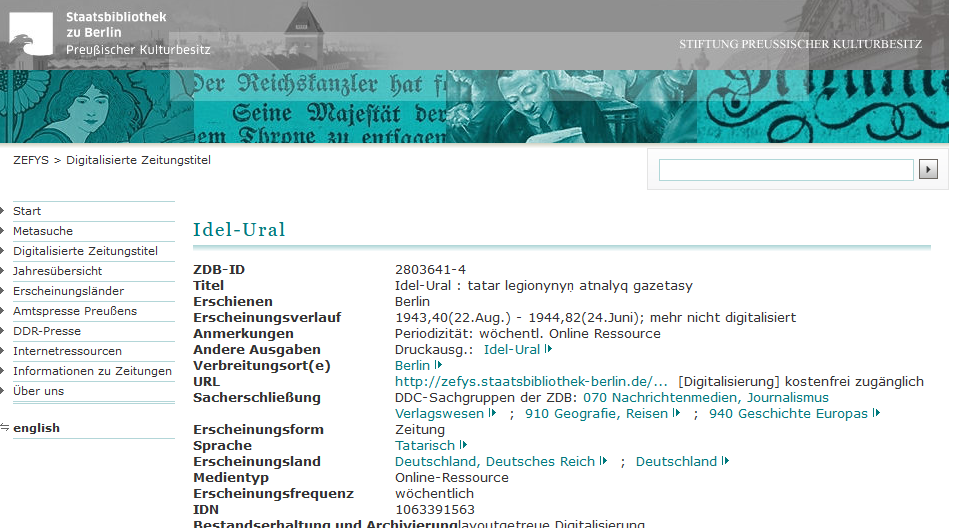 Staatsbibliothek
zu Berlin
Preußischer Kulturbesitz
STIFTUNG PREUSSISCHER KULTURBESITZ
Der Reichskanzler hat f
Seine Majestät der
em Throne zu entsagen
ZEFYS > Digitalisierte Zeitungstitel
Start
Metasuche
Digitalisierte Zeitungstitel
Jahresübersicht
Erscheinungsländer
Amtspresse Preußens
DDR-Presse
Internetressourcen
Informationen zu Zeitungen
Über uns
english
Idel-Ural
ZDB-ID 2803641-4
Titel Idel-Ural : tatar legionynyņ atnalyq gazetasy
Erschienen Berlin
Erscheinungsverlauf 1943,40(22.Aug.) - 1944,82(24.Juni); mehr nicht digitalisiert
Anmerkungen Periodizität: wöchentl. Online Ressource
Andere Ausgaben Druckausg.: Idel-Ural
Verbreitungsort(e) Berlin
URL http://zefys.staatsbibliothek-berlin.de/... [Digitalisierung] kostenfrei zugänglich
Sacherschließung DDC-Sachgruppen der ZDB: 070 Nachrichtenmedien, Journalismus
Verlagswesen ; 910 Geografie, Reisen ; 940 Geschichte Europas
Erscheinungsform Zeitung
Sprache Tatarisch
Erscheinungsland Deutschland, Deutsches Reich ; Deutschland
Medientyp Online-Ressource
Erscheinungsfrequenz wöchentlich
IDN 1063391563
Bestandserhaltung und Archivierung layoutgetreue Digitalisierung